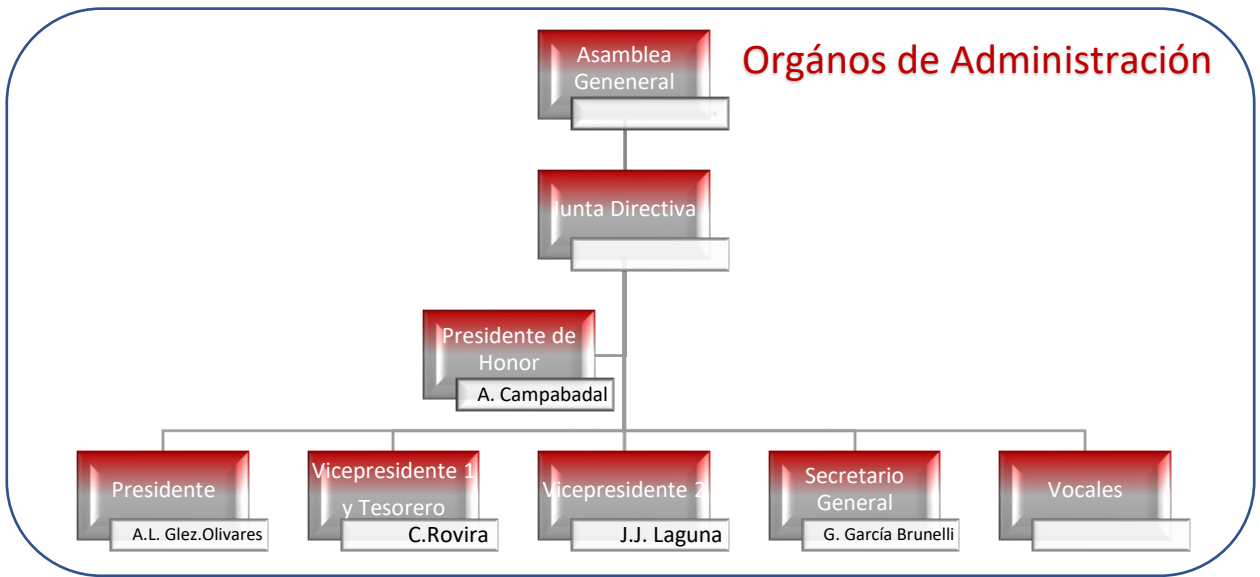 Orgános de Administración
Asamblea
Geneneral
Junta Directiva
Presidente de
Honor
A. Campabadal
Presidente
A.L. Glez.Olivares
Vicepresidente 1
y Tesorero
C.Rovira
Vicepresidente 2
J.J. Laguna
Secretario
General
G. García Brunelli
Vocales